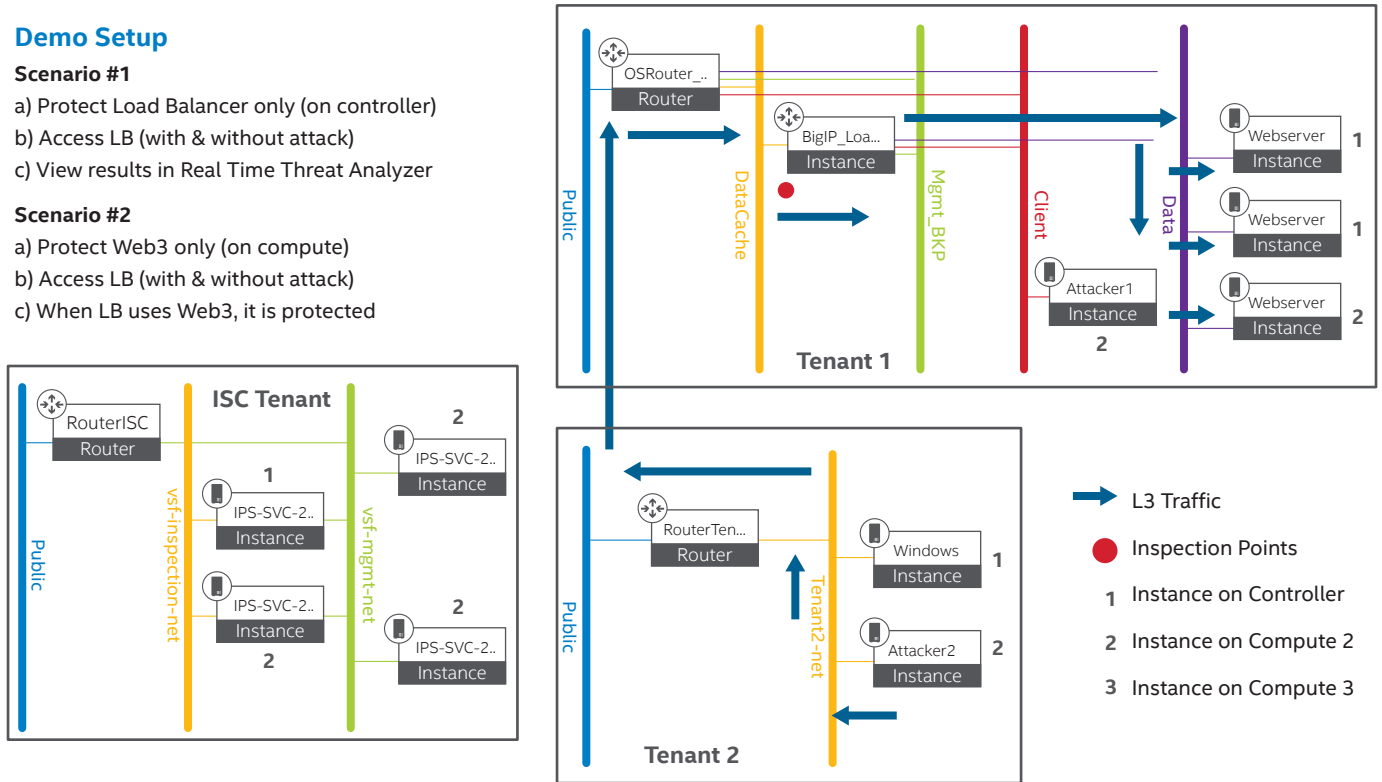 Demo Setup
Scenario #1
a) Protect Load Balancer only (on controller)
b) Access LB (with & without attack)
c) View results in Real Time Threat Analyzer
Scenario #2
a) Protect Web3 only (on compute)
b) Access LB (with & without attack)
c) When LB uses Web3, it is protected
Public
OSRouter_..
Router
DataCache
BigIP_Loa...
Instance
Mgmt_BKP
Client
Attacker1
Instance
2
Data
Webserver
Instance
1
Webserver
Instance
1
Webserver
Instance
2
Tenant 1
ISC Tenant
Public
RouterISC
Router
vsf-inspection-net
1
IPS-SVC-2..
Instance
IPS-SVC-2..
Instance
2
vsf-mgmt-net
2
IPS-SVC-2..
Instance
2
IPS-SVC-2..
Instance
Public
RouterTen...
Router
Tenant2-net
Windows
Instance
1
Attacker2
Instance
2
Tenant 2
L3 Traffic
Inspection Points
1 Instance on Controller
2 Instance on Compute 2
3 Instance on Compute 3